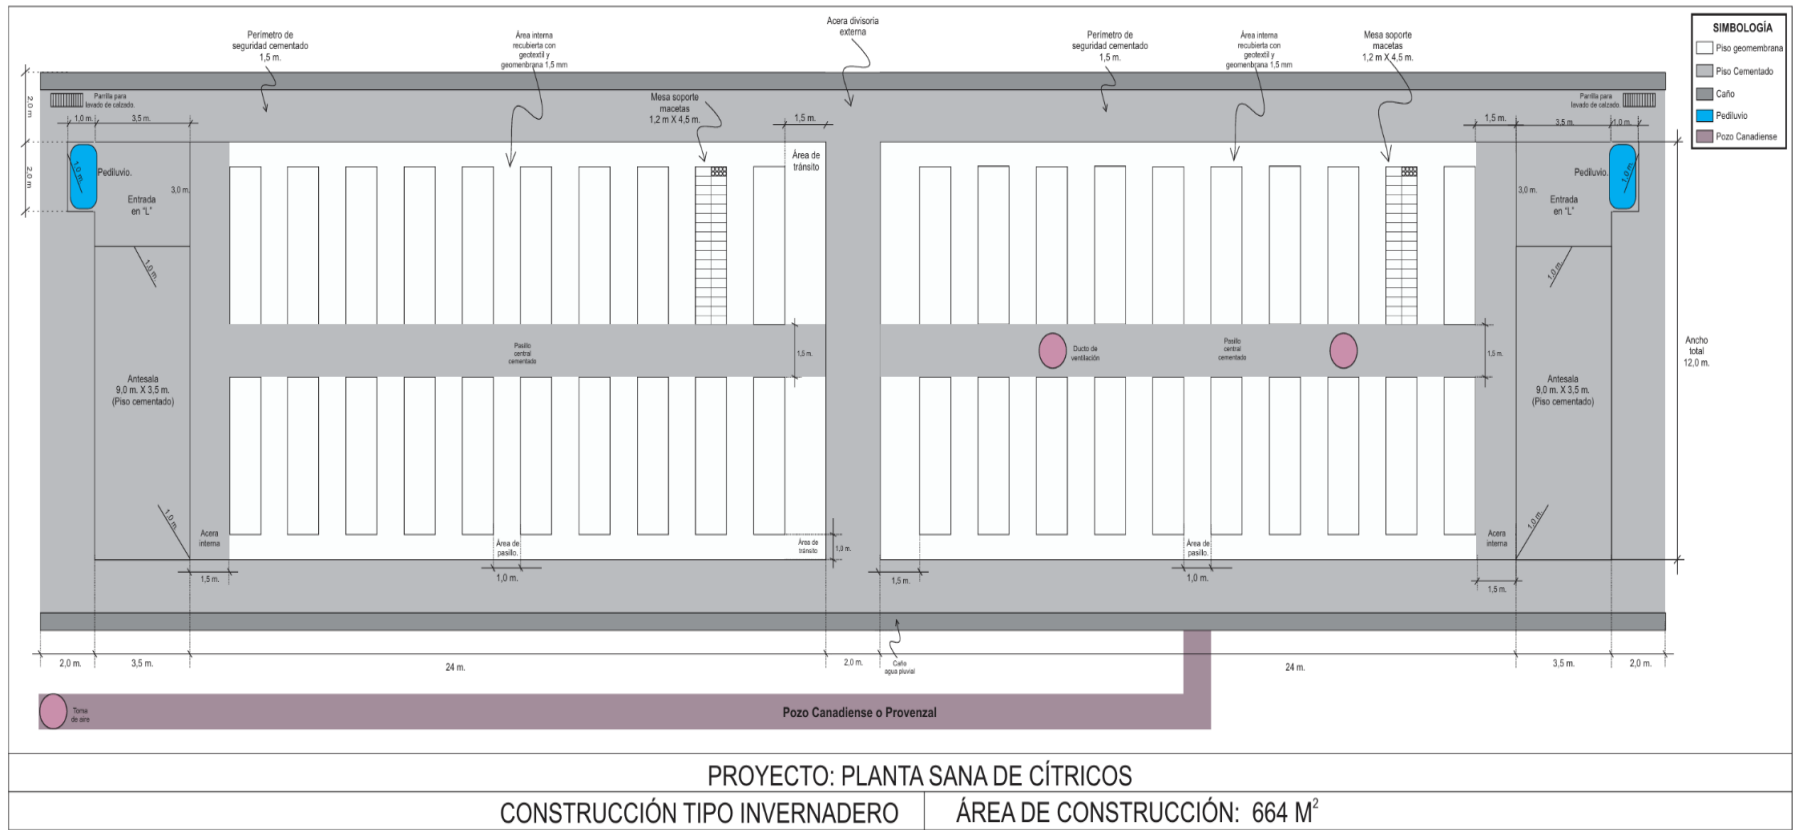 Acera divisoria
externa
Perímetro de
seguridad cementado
1,5 m.
Área interna
recubierta con
geotextil y
geomenbrana 1,5 mm
Perímetro de
seguridad cementado
1,5 m.
Área interna
recubierta con
geotextil y
geomenbrana 1,5 mm
Mesa soporte
macetas
1,2 m X 4,5 m.
SIMBOLOGÍA
Piso geomembrana
Piso Cementado
Caño
Pediluvio
Pozo Canadiense
2,0 m
Parrilla para
lavado de calzado.
Mesa soporte
macetas
1,2 m X 4,5 m.
Parrilla para
lavado de calzado.
1,0 m.
3,5 m.
1,5 m.
1,5 m.
3,5 m.
1,0 m.
2,0 m
1,0 m.
Pediluvio.
3,0 m.
Entrada
en "L"
Área de
tránsito
3,0 m.
Pediluvio.
1,0 m.
Entrada
en "L"
1,0 m.
1,0 m.
Pasillo
central
cementado
1,5 m.
Ducto de
ventilación
Pasillo
central
cementado
1,5 m.
Ancho
total
12,0 m.
Antesala
9,0 m. X 3,5 m.
(Piso cementado)
Antesala
9,0 m. X 3,5 m.
(Piso cementado)
1,0 m.
Acera
interna
Área de
pasillo.
Área de
tránsito
1,0 m.
Área de
pasillo.
Acera
interna
1,0 m.
1,5 m.
1,0 m.
1,5 m.
1,0 m.
1,5 m.
2,0 m.
3,5 m.
24 m.
2,0 m.
Caño
agua pluvial
24 m.
3,5 m.
2,0 m.
Toma
de aire
Pozo Canadiense o Provenzal
PROYECTO: PLANTA SANA DE CÍTRICOS
CONSTRUCCIÓN TIPO INVERNADERO
ÁREA DE CONSTRUCCIÓN: 664 M²